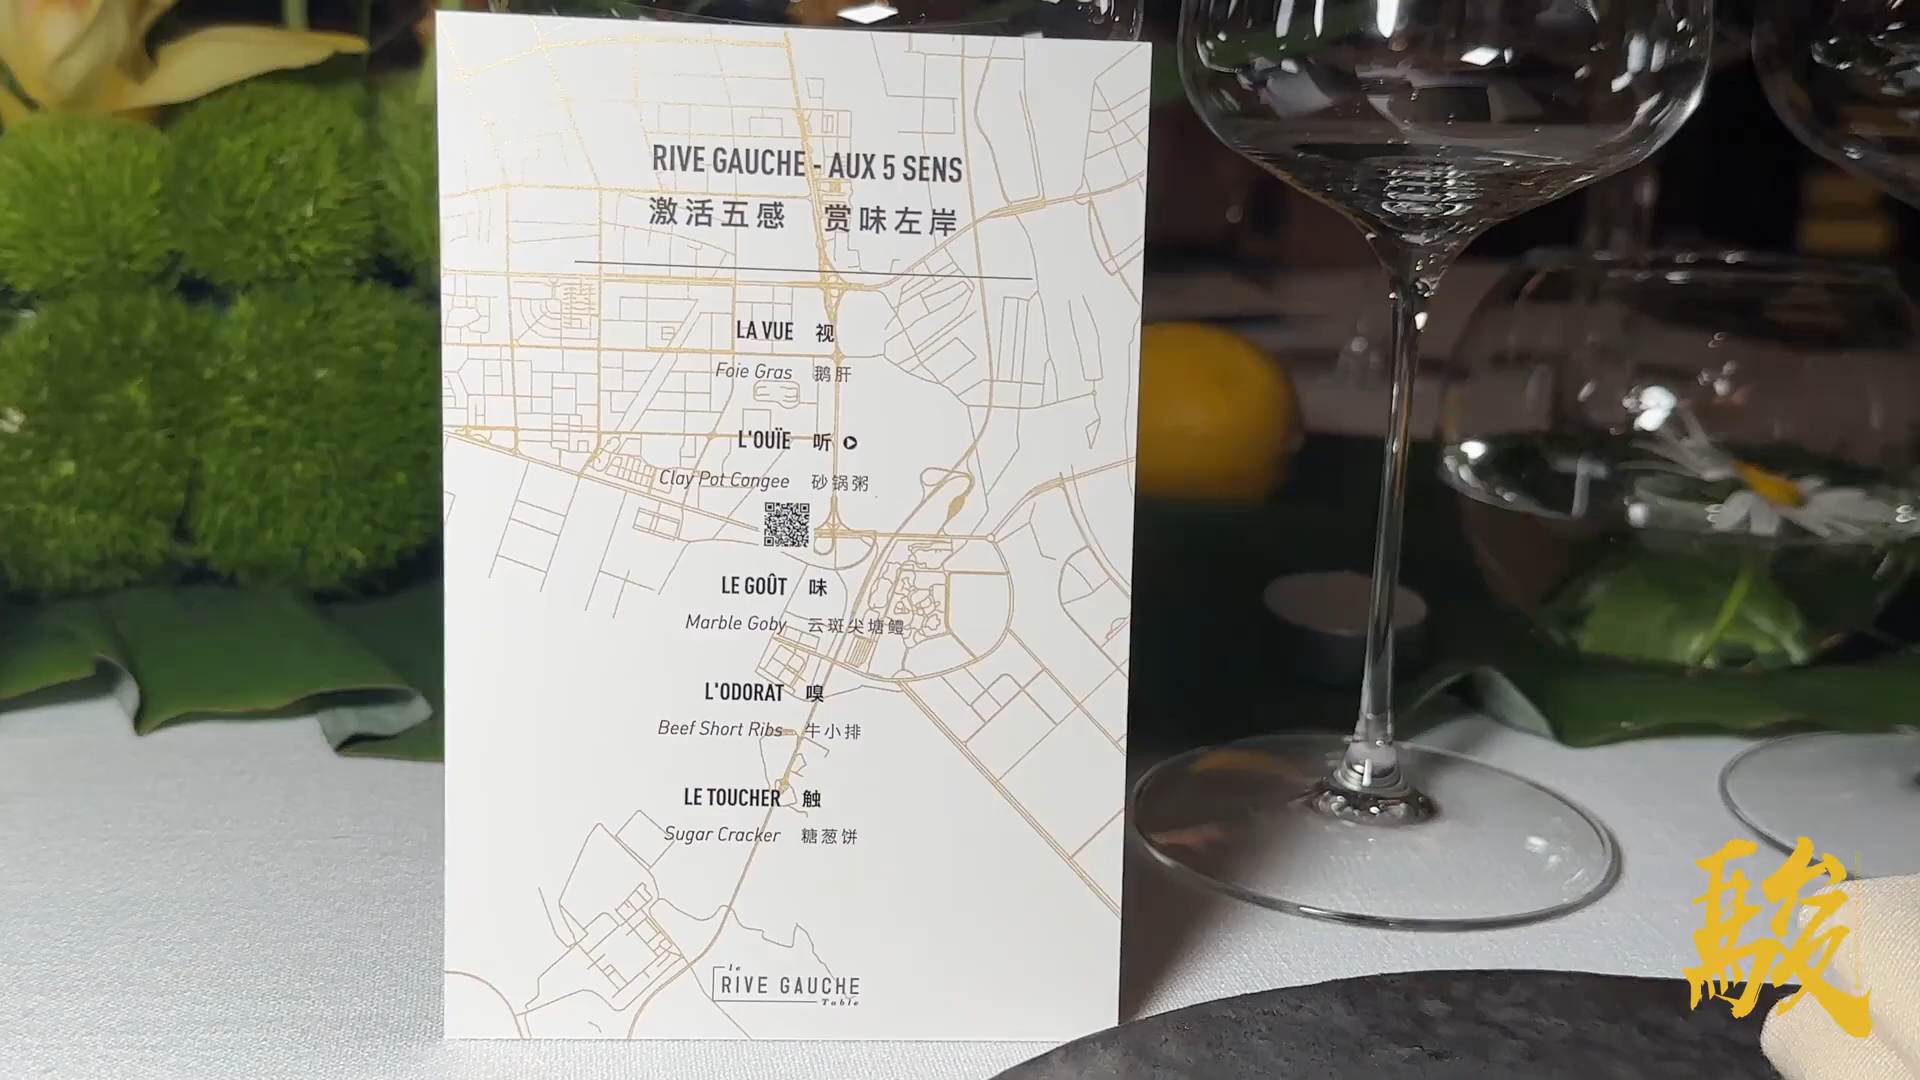 RIVE GAUCHE - AUX 5 SENS
激活五感 赏味左岸
LA VUE 视
Foie Gras 鹅肝
L'OUÏE 听
Clay Pot Congee 砂锅粥
LE GOÛT 味
Marble Goby 云斑尖塘鳢
L'ODORAT 嗅
Beef Short Ribs 牛小排
LE TOUCHER 触
Sugar Cracker 糖葱饼
le
RIVE GAUCHE
Table
駿